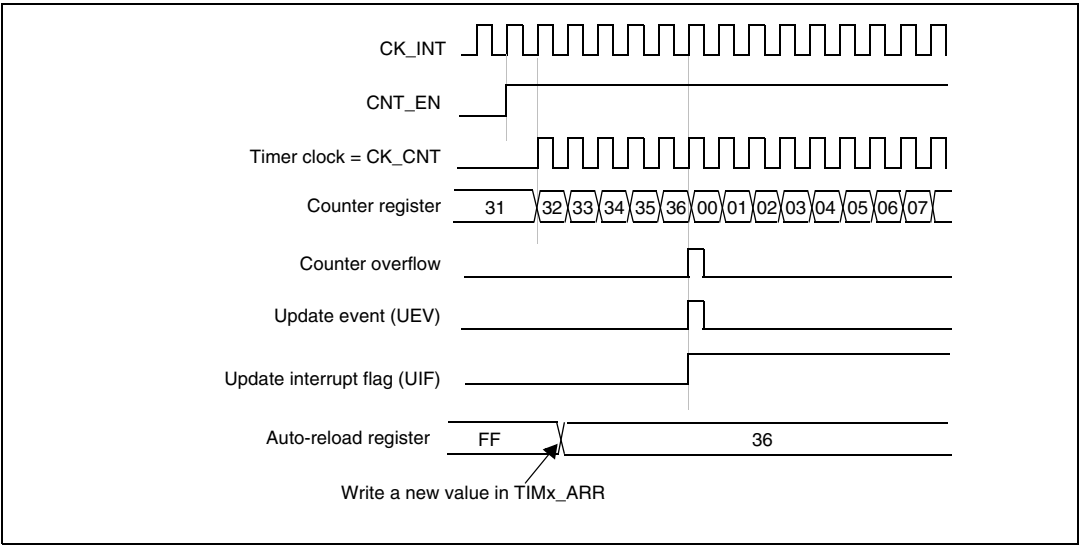 CK_INT
CNT_EN
Timer clock = CK_CNT
Counter register 31 32 33 34 35 36 00 01 02 03 04 05 06 07
Counter overflow
Update event (UEV)
Update interrupt flag (UIF)
Auto-reload register FF 36
Write a new value in TIMx_ARR